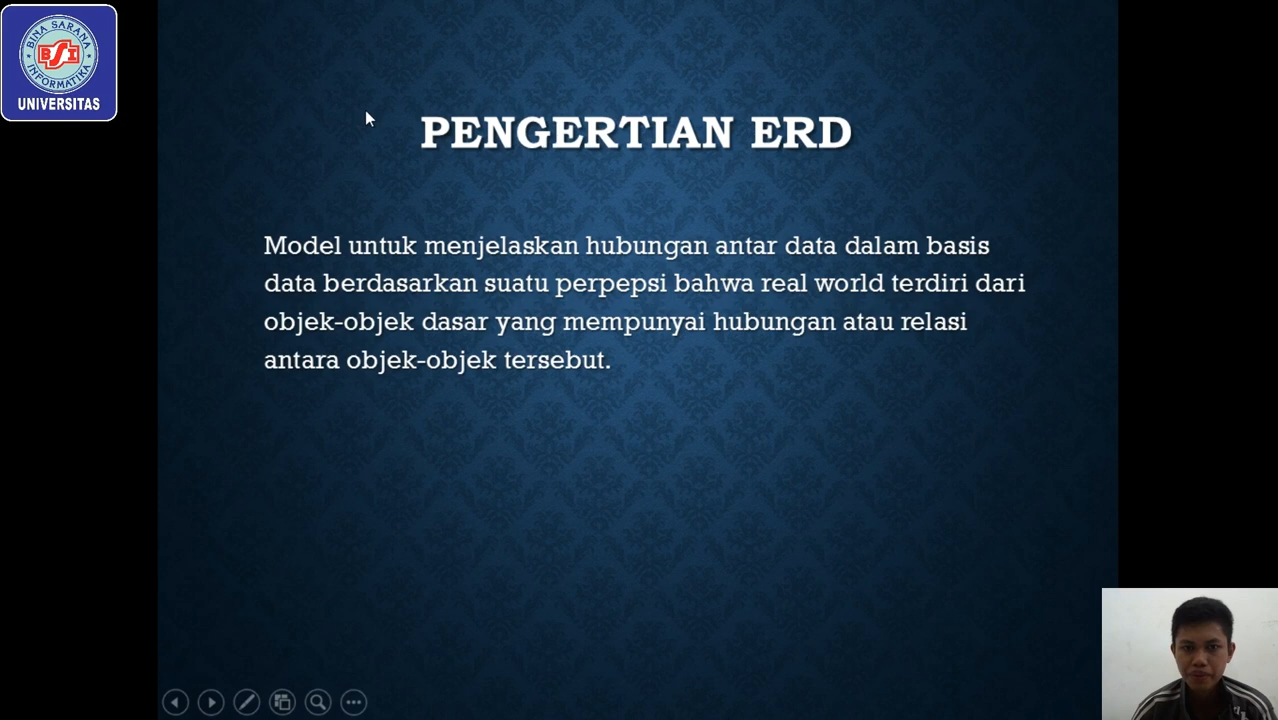 BINA SARANA
BSI
INFORMATIKA
UNIVERSITAS
PENGERTIAN ERD
Model untuk menjelaskan hubungan antar data dalam basis
data berdasarkan suatu perpepsi bahwa real world terdiri dari
objek-objek dasar yang mempunyai hubungan atau relasi
antara objek-objek tersebut.